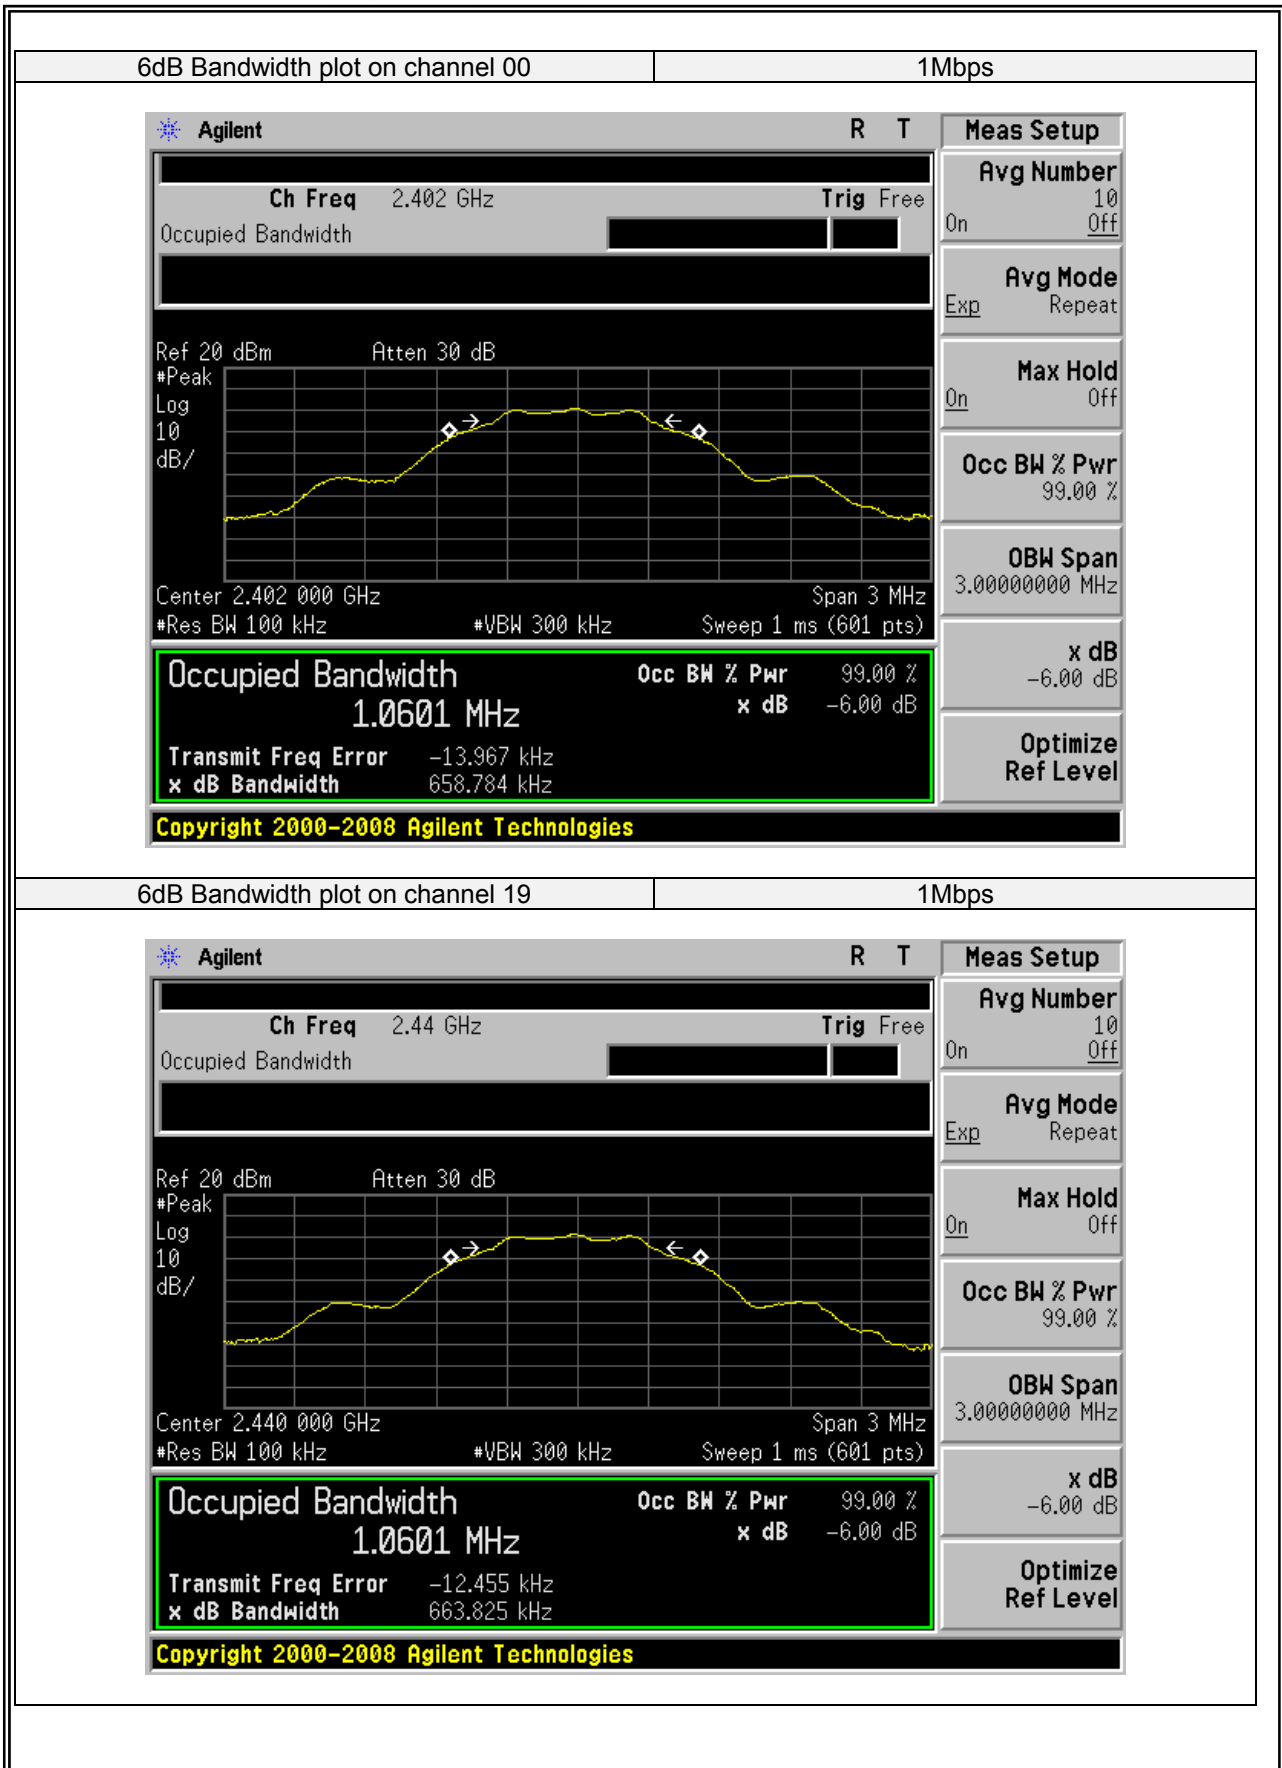 6dB Bandwidth plot on channel 00 1Mbps
Agilent R T Meas Setup
Ch Freq 2.402 GHz Trig Free
Occupied Bandwidth
Avg Number
10
On Off
Avg Mode
Exp Repeat
Max Hold
On Off
Occ BW % Pwr
99.00 %
OBW Span
3.00000000 MHz
x dB
-6.00 dB
Optimize
Ref Level
Ref 20 dBm Atten 30 dB
#Peak
Log
10
dB/
Center 2.402 000 GHz Span 3 MHz
#Res BW 100 kHz #VBW 300 kHz Sweep 1 ms (601 pts)
Occupied Bandwidth Occ BW % Pwr 99.00 %
1.0601 MHz x dB -6.00 dB
Transmit Freq Error -13.967 kHz
x dB Bandwidth 658.784 kHz
Copyright 2000-2008 Agilent Technologies
6dB Bandwidth plot on channel 19 1Mbps
Agilent R T Meas Setup
Ch Freq 2.44 GHz Trig Free
Occupied Bandwidth
Avg Number
10
On Off
Avg Mode
Exp Repeat
Max Hold
On Off
Occ BW % Pwr
99.00 %
OBW Span
3.00000000 MHz
x dB
-6.00 dB
Optimize
Ref Level
Ref 20 dBm Atten 30 dB
#Peak
Log
10
dB/
Center 2.440 000 GHz Span 3 MHz
#Res BW 100 kHz #VBW 300 kHz Sweep 1 ms (601 pts)
Occupied Bandwidth Occ BW % Pwr 99.00 %
1.0601 MHz x dB -6.00 dB
Transmit Freq Error -12.455 kHz
x dB Bandwidth 663.825 kHz
Copyright 2000-2008 Agilent Technologies